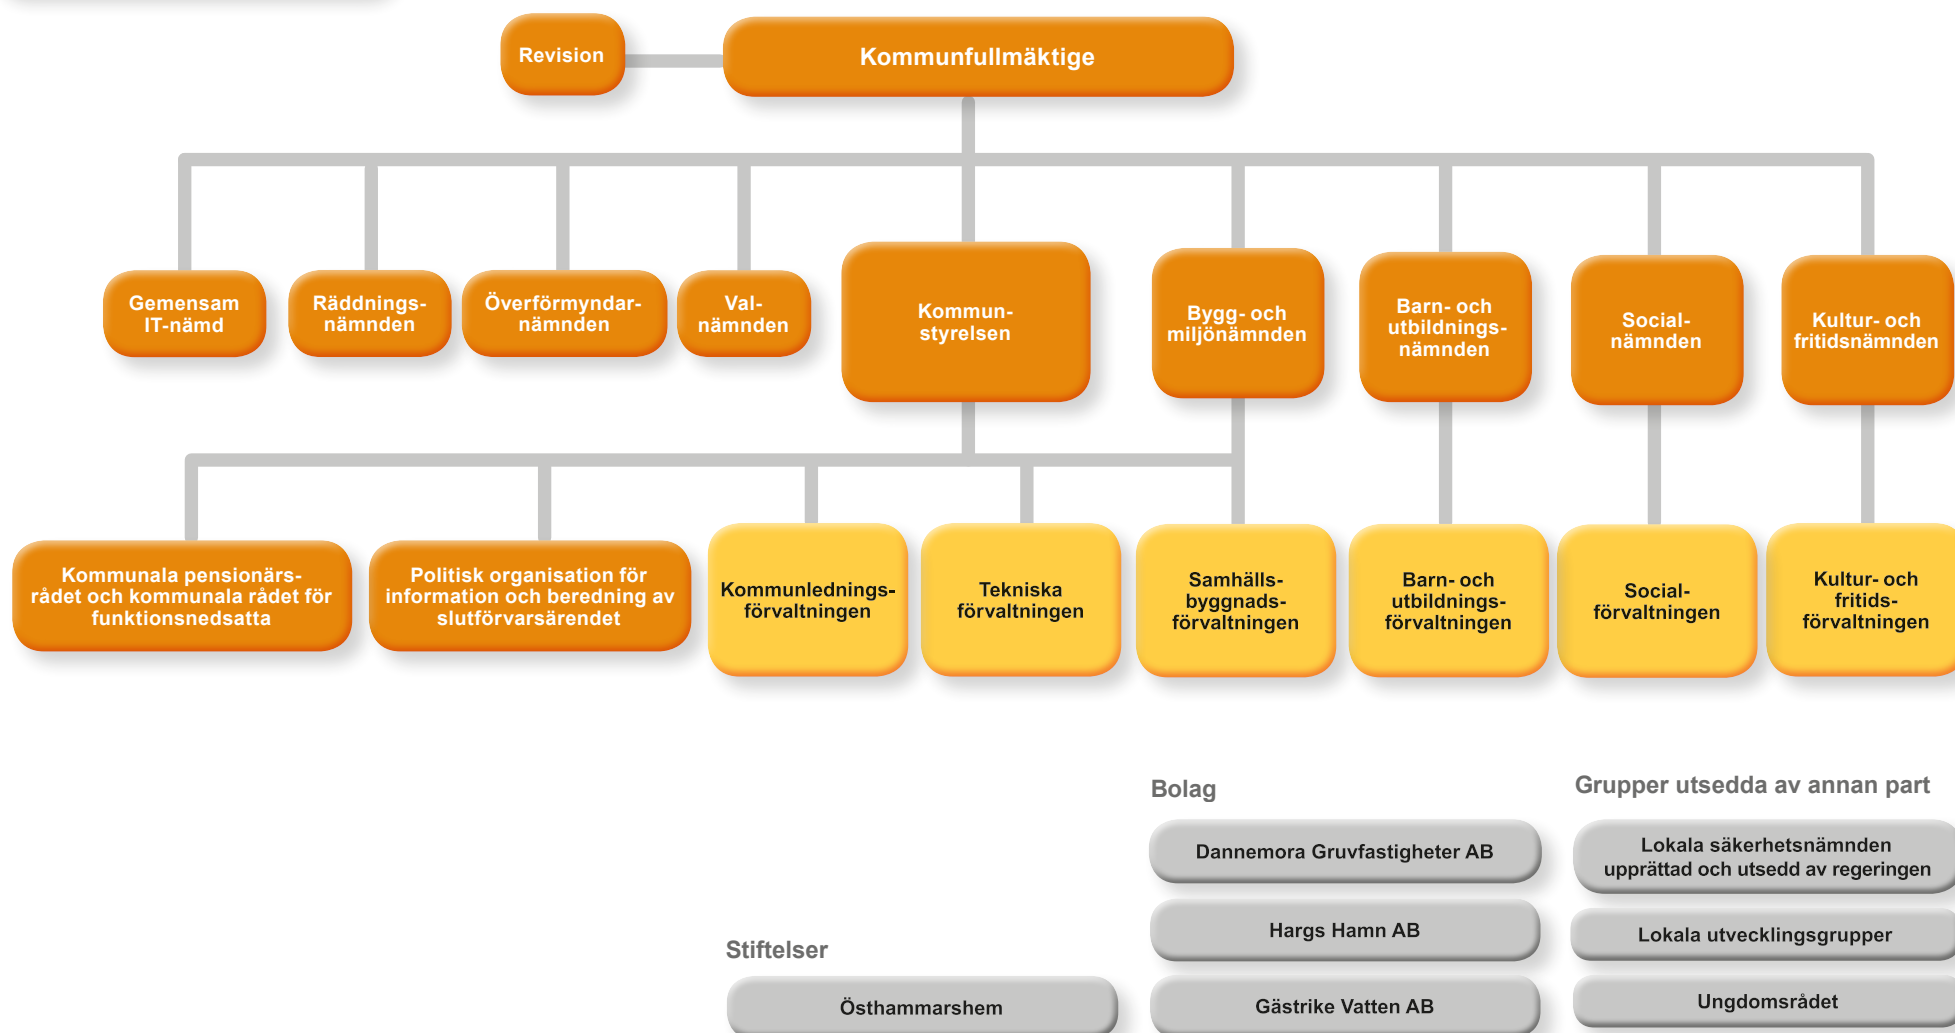 Revision
Kommunfullmäktige
Gemensam
IT-nämd
Räddnings-
nämnden
Överförmyndar-
nämnden
Val-
nämnden
Kommun-
styrelsen
Bygg- och
miljönämnden
Barn- och
utbildnings-
nämnden
Social-
nämnden
Kultur- och
fritidsnämnden
Kommunala pensionärs-
rådet och kommunala rådet för
funktionsnedsatta
Politisk organisation för
information och beredning av
slutförvarsärendet
Kommunlednings-
förvaltningen
Tekniska
förvaltningen
Samhälls-
byggnads-
förvaltningen
Barn- och
utbildnings-
förvaltningen
Social-
förvaltningen
Kultur- och
fritids-
förvaltningen
Stiftelser
Östhammarshem
Bolag
Dannemora Gruvfastigheter AB
Hargs Hamn AB
Gästrike Vatten AB
Grupper utsedda av annan part
Lokala säkerhetsnämnden
upprättad och utsedd av regeringen
Lokala utvecklingsgrupper
Ungdomsrådet